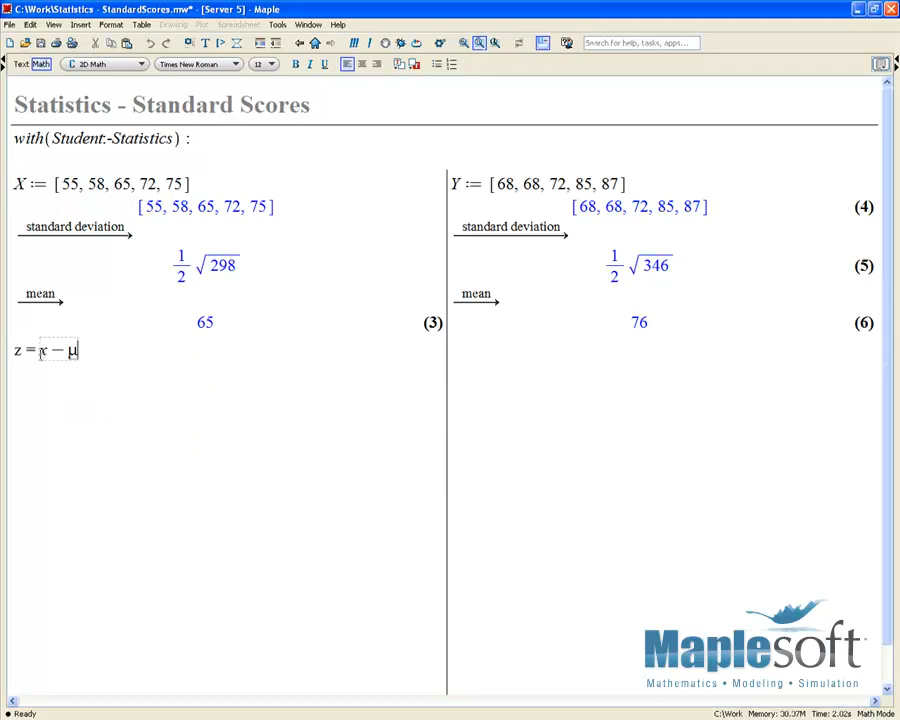 C:\Work\Statistics - StandardScores.mw* - [Server 5] - Maple
File Edit View Insert Format Table Drawing Plot Spreadsheet Tools Window Help
Search for help, tasks, apps...
Text Math C 2D Math Times New Roman 12 B I U
Statistics - Standard Scores
with(Student:-Statistics) :
X := [55, 58, 65, 72, 75]
[55, 58, 65, 72, 75]
standard deviation
1/2 √298
mean
65 (3)
z = x − μ
Y := [68, 68, 72, 85, 87]
[68, 68, 72, 85, 87] (4)
standard deviation
1/2 √346 (5)
mean
76 (6)
Maplesoft
Mathematics • Modeling • Simulation
Ready
C:\Work Memory: 30.37M Time: 2.02s Math Mode